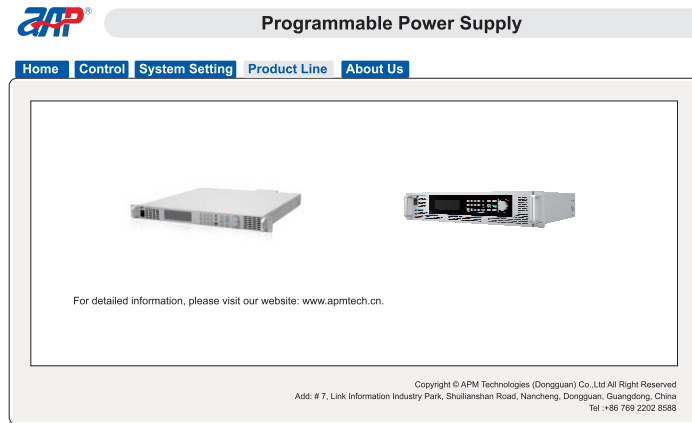 APM®
Programmable Power Supply
Home Control System Setting Product Line About Us
For detailed information, please visit our website: www.apmtech.cn.
Copyright © APM Technologies (Dongguan) Co.,Ltd All Right Reserved
Add: # 7, Link Information Industry Park, Shuilianshan Road, Nancheng, Dongguan, Guangdong, China
Tel :+86 769 2202 8588